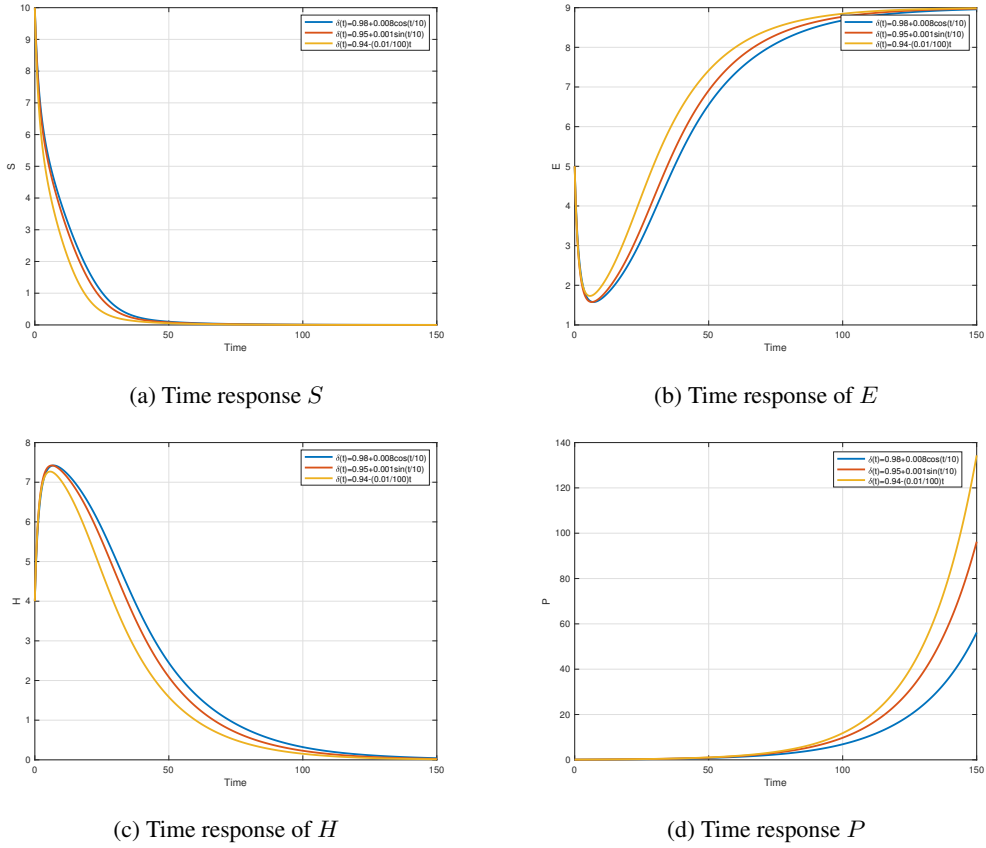 10
9
8
7
6
5
4
3
2
1
0
S
0
50
100
150
Time
δ(t)=0.98+0.008cos(t/10)
δ(t)=0.95+0.001sin(t/10)
δ(t)=0.94-(0.01/100)t
(a) Time response S
9
8
7
6
5
4
3
2
1
E
0
50
100
150
Time
δ(t)=0.98+0.008cos(t/10)
δ(t)=0.95+0.001sin(t/10)
δ(t)=0.94-(0.01/100)t
(b) Time response of E
8
7
6
5
4
3
2
1
0
H
0
50
100
150
Time
δ(t)=0.98+0.008cos(t/10)
δ(t)=0.95+0.001sin(t/10)
δ(t)=0.94-(0.01/100)t
(c) Time response of H
140
120
100
80
60
40
20
0
P
0
50
100
150
Time
δ(t)=0.98+0.008cos(t/10)
δ(t)=0.95+0.001sin(t/10)
δ(t)=0.94-(0.01/100)t
(d) Time response P